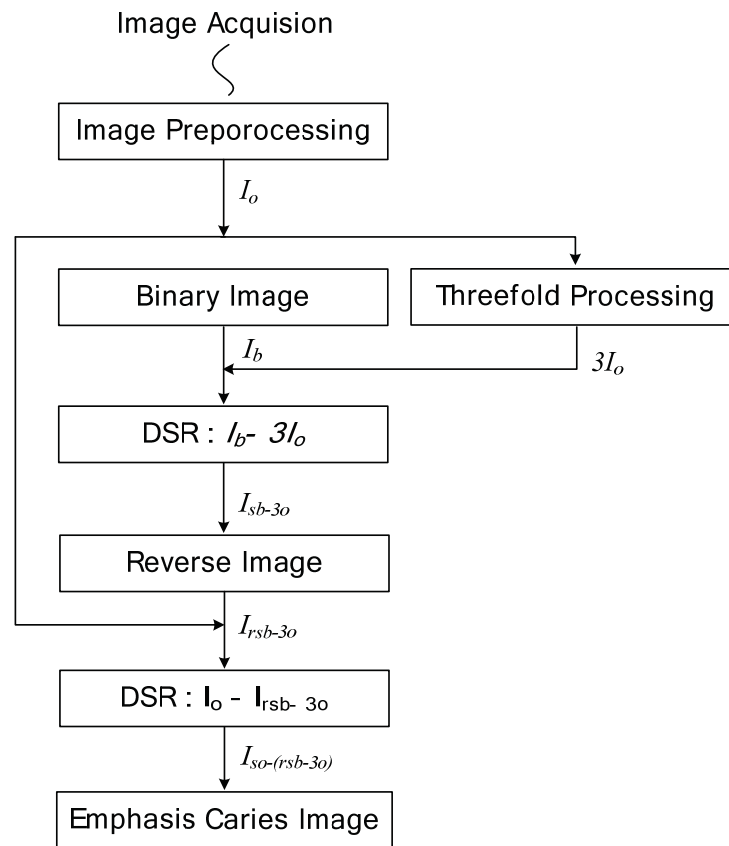 Image Acquision
Image Preporocessing
I_o
Binary Image
Threefold Processing
I_b
3I_o
DSR : I_b- 3I_o
I_sb-3o
Reverse Image
I_rsb-3o
DSR : I_o - I_rsb- 3o
I_so-(rsb-3o)
Emphasis Caries Image